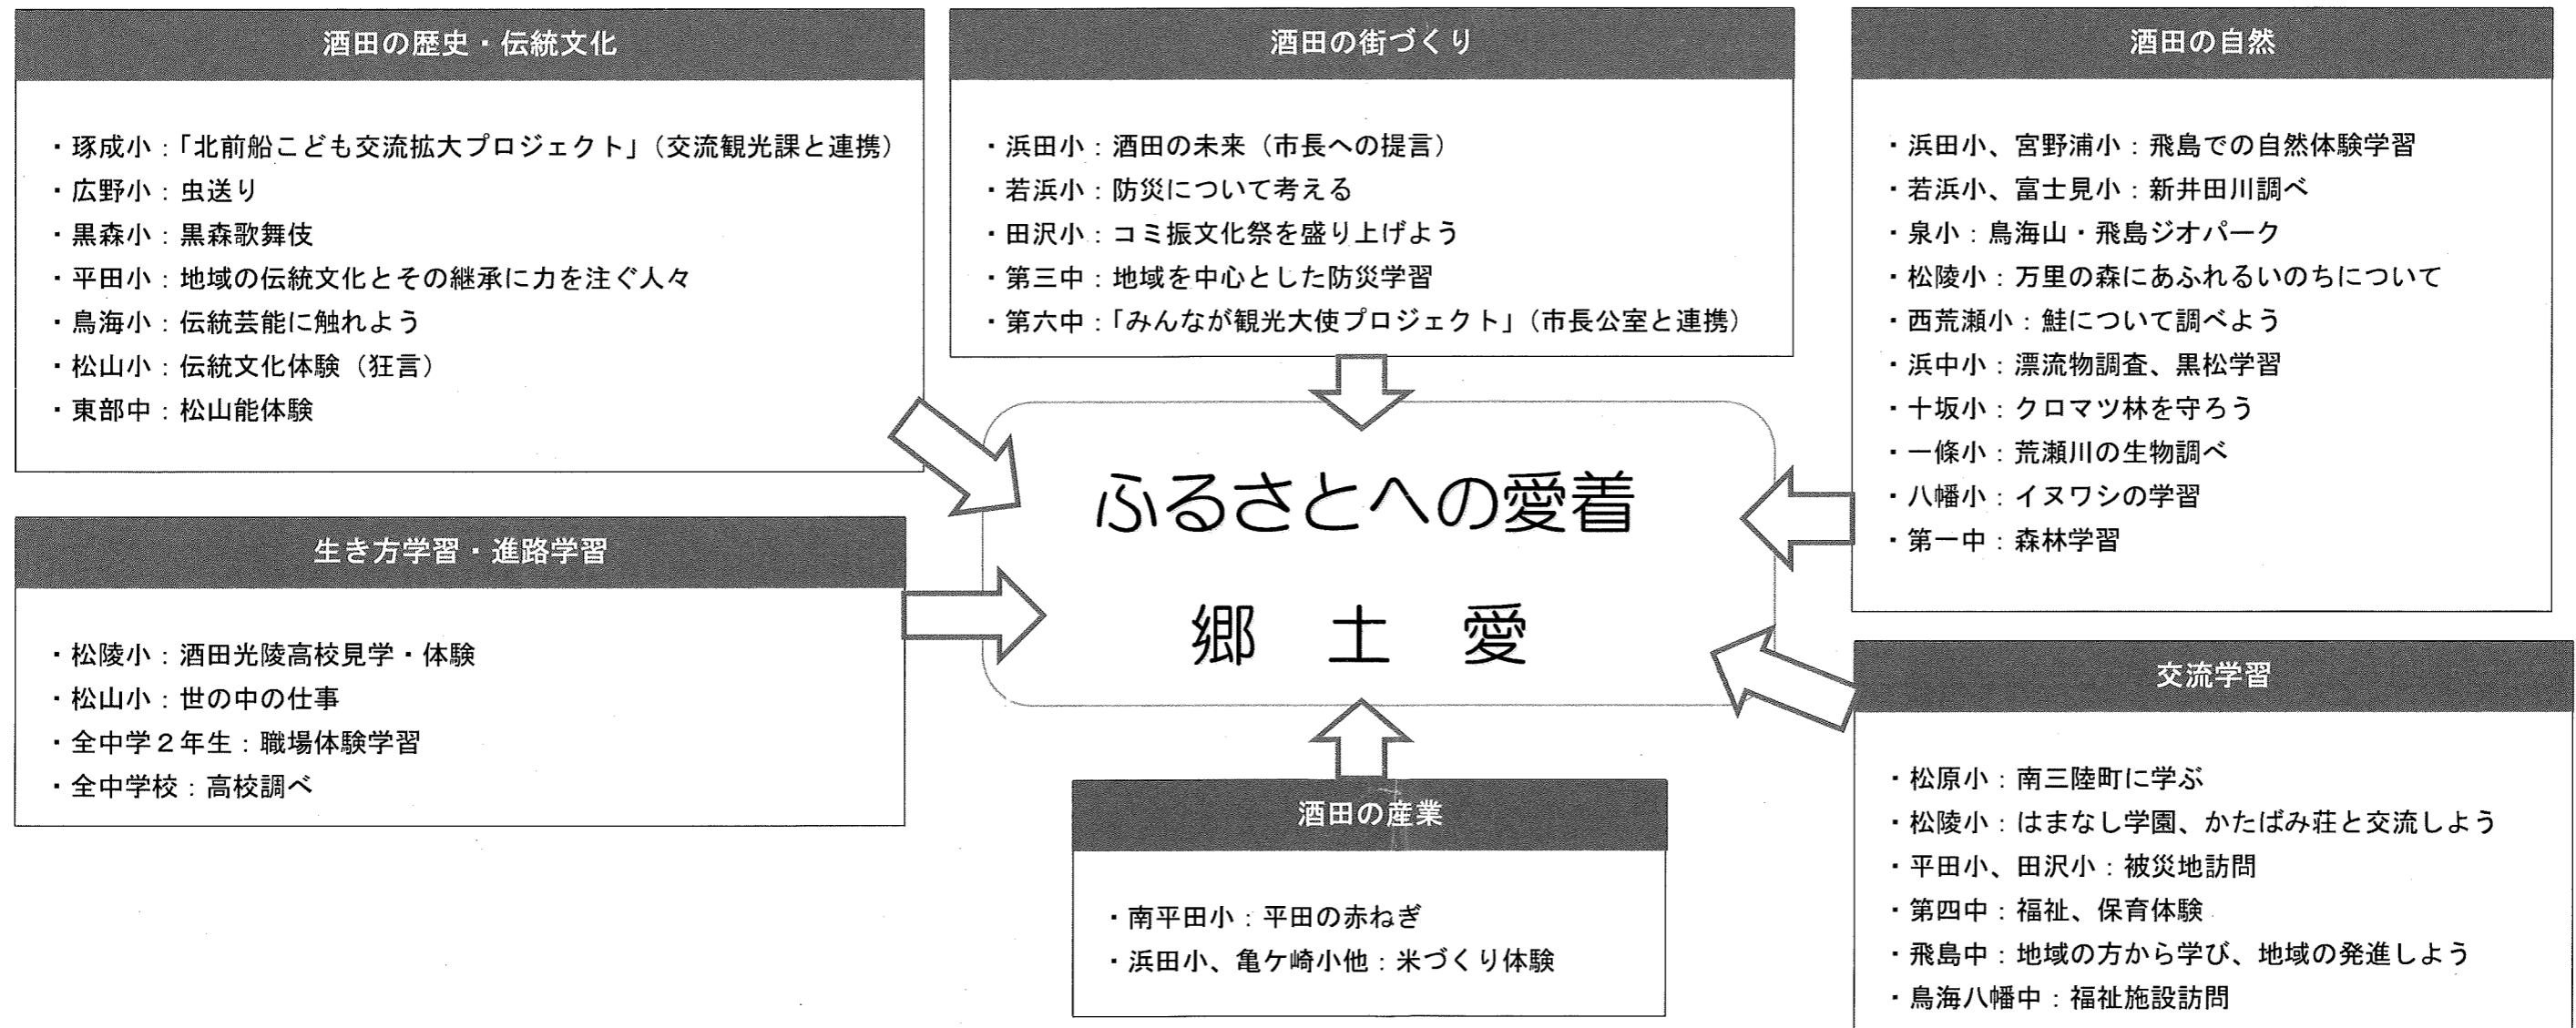 酒田の歴史・伝統文化
・琢成小：「北前船こども交流拡大プロジェクト」（交流観光課と連携）
・広野小：虫送り
・黒森小：黒森歌舞伎
・平田小：地域の伝統文化とその継承に力を注ぐ人々
・鳥海小：伝統芸能に触れよう
・松山小：伝統文化体験（狂言）
・東部中：松山能体験
酒田の街づくり
・浜田小：酒田の未来（市長への提言）
・若浜小：防災について考える
・田沢小：コミ振文化祭を盛り上げよう
・第三中：地域を中心とした防災学習
・第六中：「みんなが観光大使プロジェクト」（市長公室と連携）
酒田の自然
・浜田小、宮野浦小：飛島での自然体験学習
・若浜小、富士見小：新井田川調べ
・泉小：鳥海山・飛島ジオパーク
・松陵小：万里の森にあふれるいのちについて
・西荒瀬小：鮭について調べよう
・浜中小：漂流物調査、黒松学習
・十坂小：クロマツ林を守ろう
・一條小：荒瀬川の生物調べ
・八幡小：イヌワシの学習
・第一中：森林学習
ふるさとへの愛着
郷　土　愛
生き方学習・進路学習
・松陵小：酒田光陵高校見学・体験
・松山小：世の中の仕事
・全中学２年生：職場体験学習
・全中学校：高校調べ
酒田の産業
・南平田小：平田の赤ねぎ
・浜田小、亀ケ崎小他：米づくり体験
交流学習
・松原小：南三陸町に学ぶ
・松陵小：はまなし学園、かたばみ荘と交流しよう
・平田小、田沢小：被災地訪問
・第四中：福祉、保育体験
・飛島中：地域の方から学び、地域の発進しよう
・鳥海八幡中：福祉施設訪問